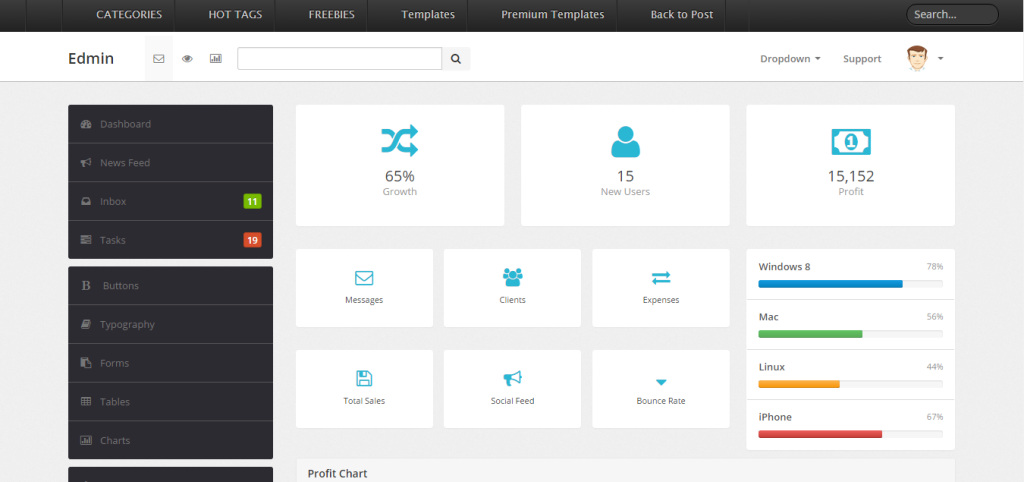 CATEGORIES HOT TAGS FREEBIES Templates Premium Templates Back to Post Search...
Edmin Dropdown Support
Dashboard
News Feed
Inbox 11
Tasks 19
B Buttons
Typography
Forms
Tables
Charts
65%
Growth
15
New Users
1
15,152
Profit
Messages
Clients
Expenses
Total Sales
Social Feed
Bounce Rate
Windows 8 78%
Mac 56%
Linux 44%
iPhone 67%
Profit Chart